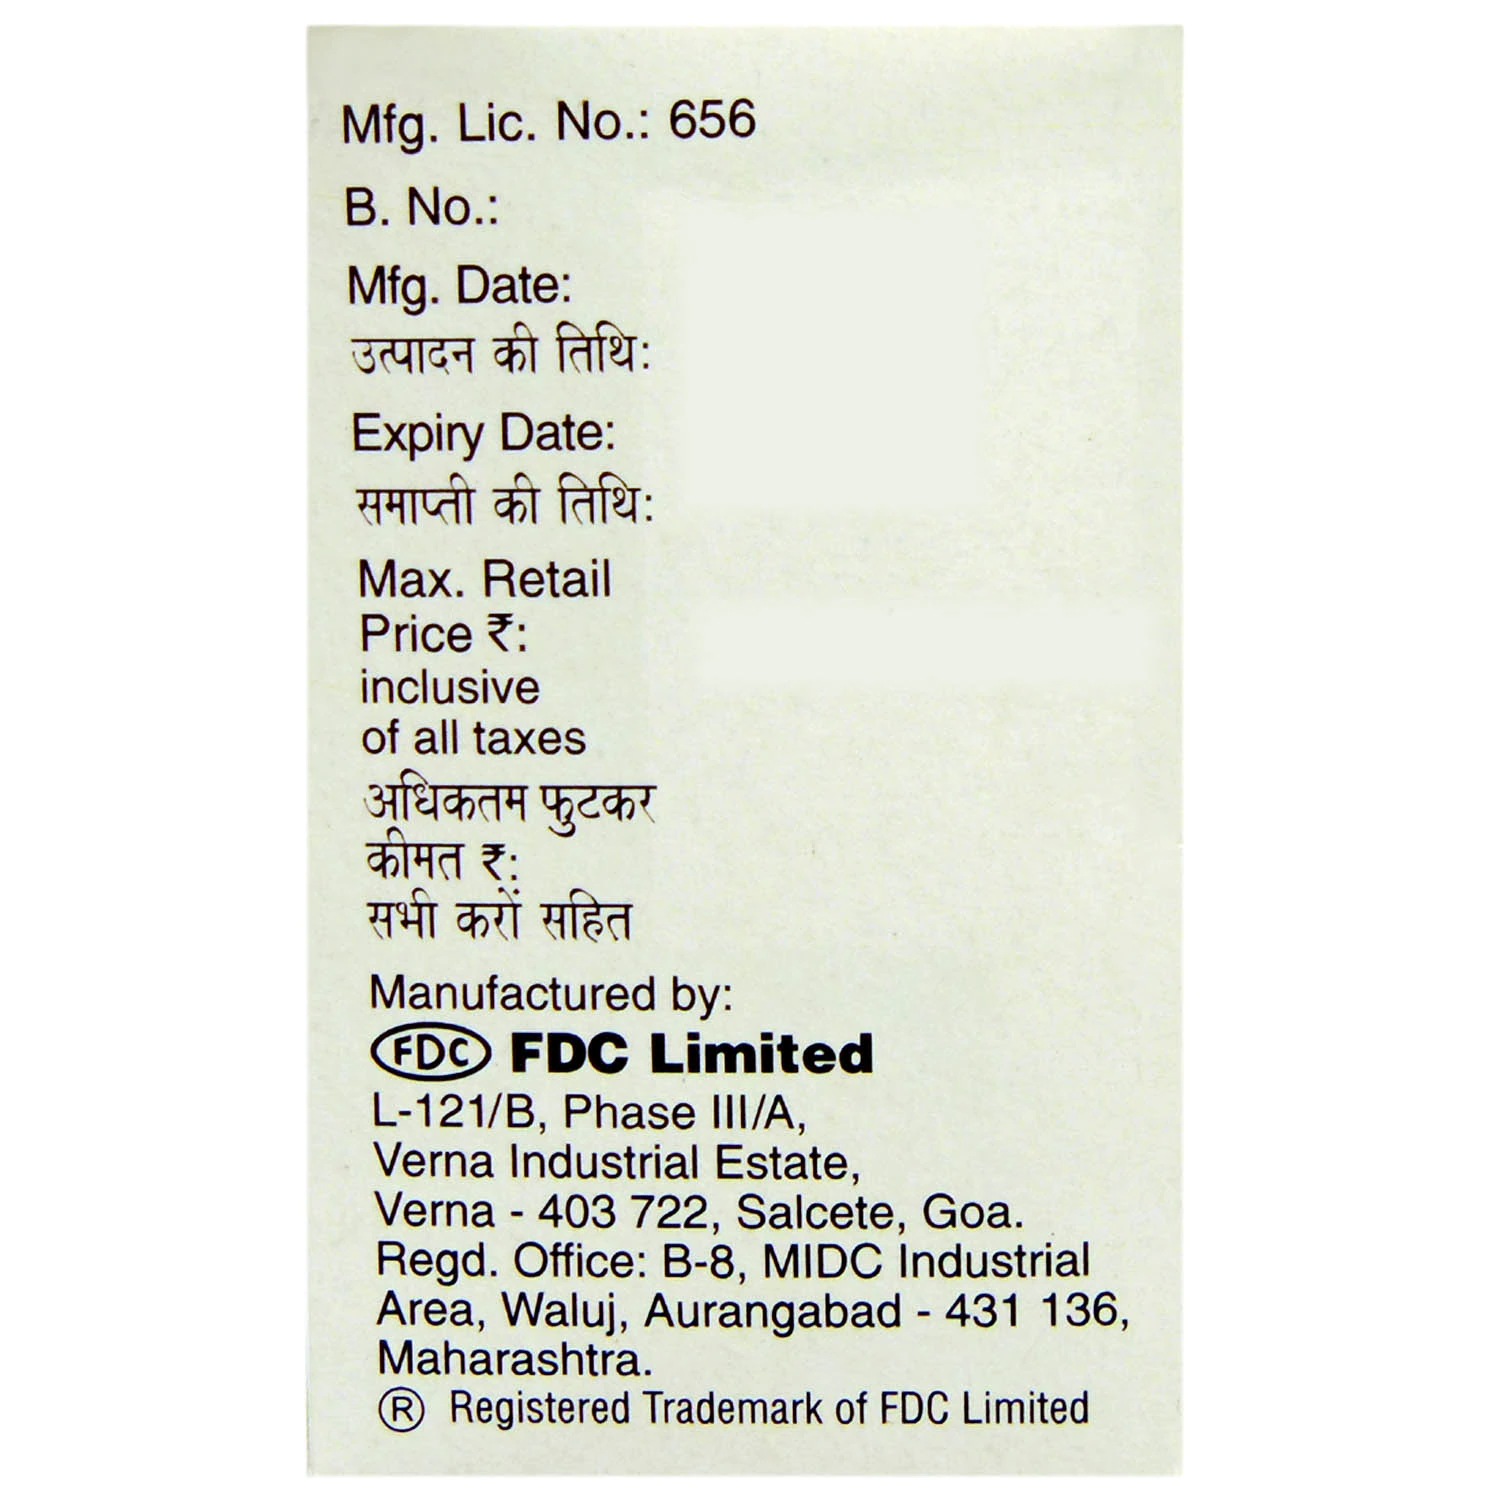 Mfg. Lic. No.: 656
B. No.:
Mfg. Date:
उत्पादन की तिथि:
Expiry Date:
समाप्ती की तिथि:
Max. Retail
Price ₹:
inclusive
of all taxes
अधिकतम फुटकर
कीमत ₹:
सभी करों सहित
Manufactured by:
FDC FDC Limited
L-121/B, Phase III/A,
Verna Industrial Estate,
Verna - 403 722, Salcete, Goa.
Regd. Office: B-8, MIDC Industrial
Area, Waluj, Aurangabad - 431 136,
Maharashtra.
® Registered Trademark of FDC Limited